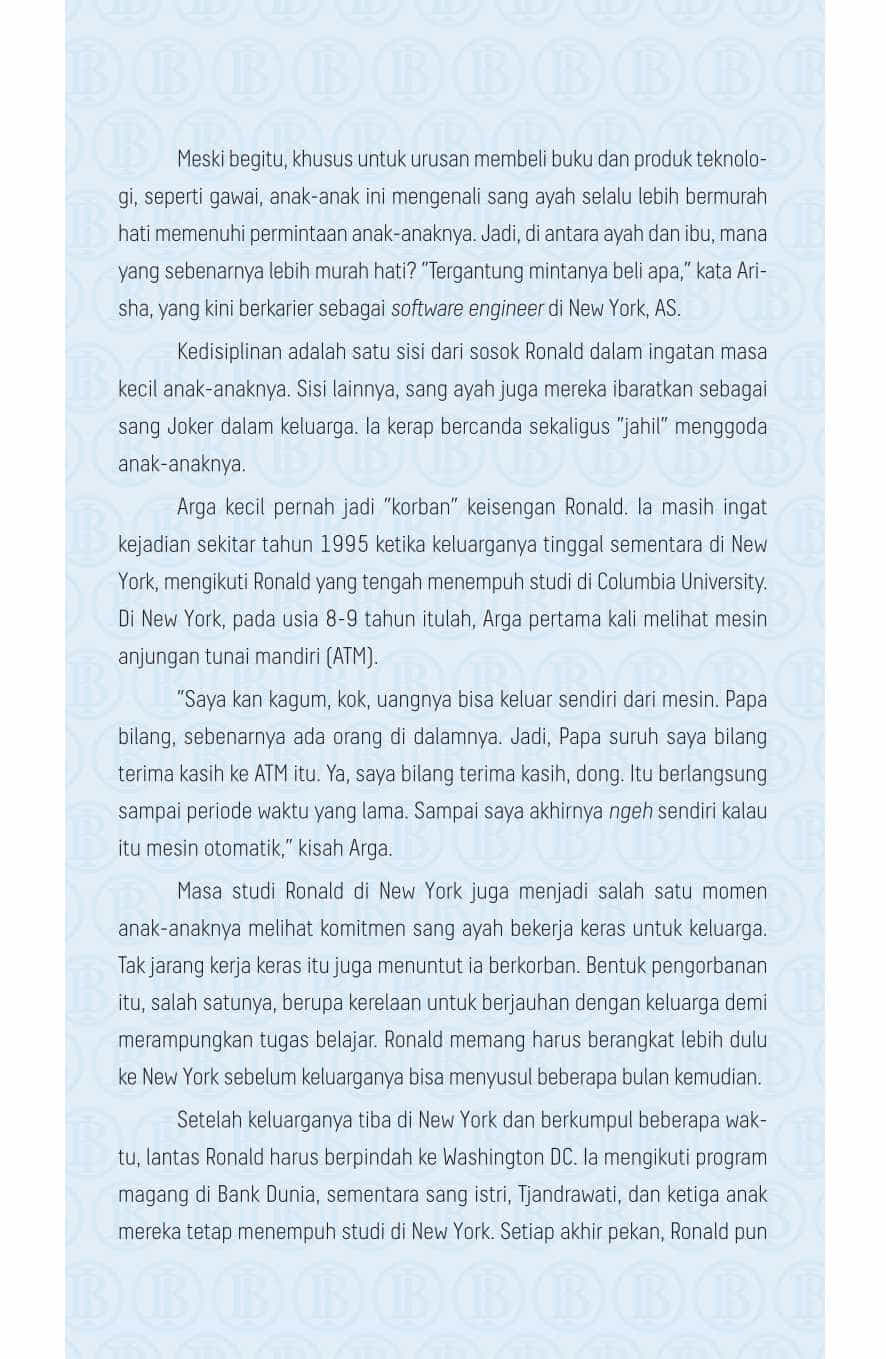 Meski begitu, khusus untuk urusan membeli buku dan produk teknolo-
gi, seperti gawai, anak-anak ini mengenali sang ayah selalu lebih bermurah
hati memenuhi permintaan anak-anaknya. Jadi, di antara ayah dan ibu, mana
yang sebenarnya lebih murah hati? "Tergantung mintanya beli apa," kata Ari-
sha, yang kini berkarier sebagai software engineer di New York, AS.
Kedisiplinan adalah satu sisi dari sosok Ronald dalam ingatan masa
kecil anak-anaknya. Sisi lainnya, sang ayah juga mereka ibaratkan sebagai
sang Joker dalam keluarga. Ia kerap bercanda sekaligus "jahil" menggoda
anak-anaknya.
Arga kecil pernah jadi "korban" keisengan Ronald. Ia masih ingat
kejadian sekitar tahun 1995 ketika keluarganya tinggal sementara di New
York, mengikuti Ronald yang tengah menempuh studi di Columbia University.
Di New York, pada usia 8-9 tahun itulah, Arga pertama kali melihat mesin
anjungan tunai mandiri (ATM).
"Saya kan kagum, kok, uangnya bisa keluar sendiri dari mesin. Papa
bilang, sebenarnya ada orang di dalamnya. Jadi, Papa suruh saya bilang
terima kasih ke ATM itu. Ya, saya bilang terima kasih, dong. Itu berlangsung
sampai periode waktu yang lama. Sampai saya akhirnya ngeh sendiri kalau
itu mesin otomatik," kisah Arga.
Masa studi Ronald di New York juga menjadi salah satu momen
anak-anaknya melihat komitmen sang ayah bekerja keras untuk keluarga.
Tak jarang kerja keras itu juga menuntut ia berkorban. Bentuk pengorbanan
itu, salah satunya, berupa kerelaan untuk berjauhan dengan keluarga demi
merampungkan tugas belajar. Ronald memang harus berangkat lebih dulu
ke New York sebelum keluarganya bisa menyusul beberapa bulan kemudian.
Setelah keluarganya tiba di New York dan berkumpul beberapa wak-
tu, lantas Ronald harus berpindah ke Washington DC. Ia mengikuti program
magang di Bank Dunia, sementara sang istri, Tjandrawati, dan ketiga anak
mereka tetap menempuh studi di New York. Setiap akhir pekan, Ronald pun